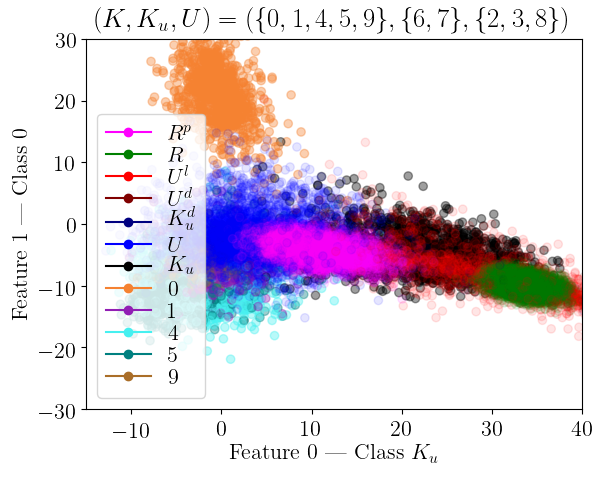 (K, K_u, U) = ({0, 1, 4, 5, 9}, {6, 7}, {2, 3, 8})
30
20
10
0
−10
−20
−30
Feature 1 — Class 0
R^p
R
U^l
U^d
K_u^d
U
K_u
0
1
4
5
9
−10
0
10
20
30
40
Feature 0 — Class K_u